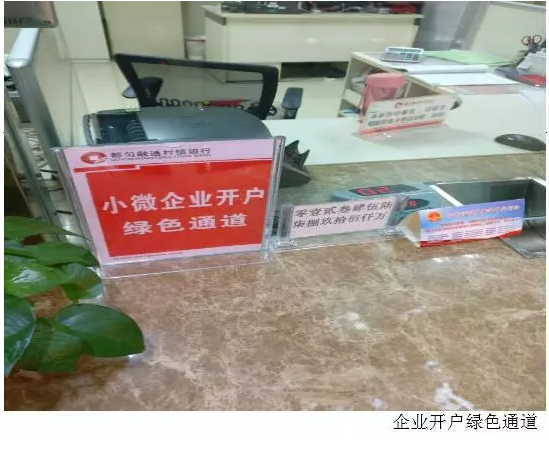 都匀融通村镇银行
小微企业开户
绿色通道
零壹贰叁肆伍陆
柒捌玖拾佰仟万
企业开户绿色通道